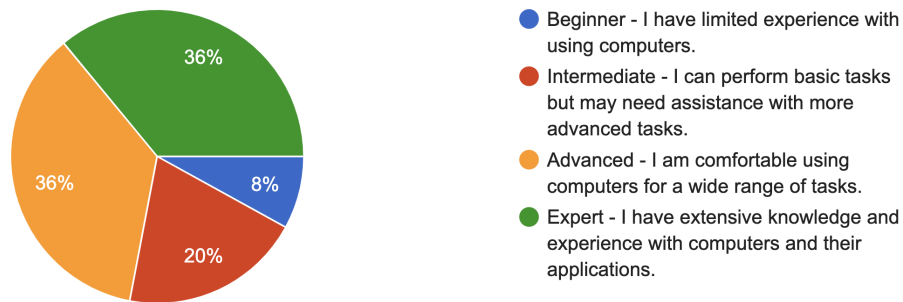 36%
36%
8%
20%
Beginner - I have limited experience with
using computers.
Intermediate - I can perform basic tasks
but may need assistance with more
advanced tasks.
Advanced - I am comfortable using
computers for a wide range of tasks.
Expert - I have extensive knowledge and
experience with computers and their
applications.